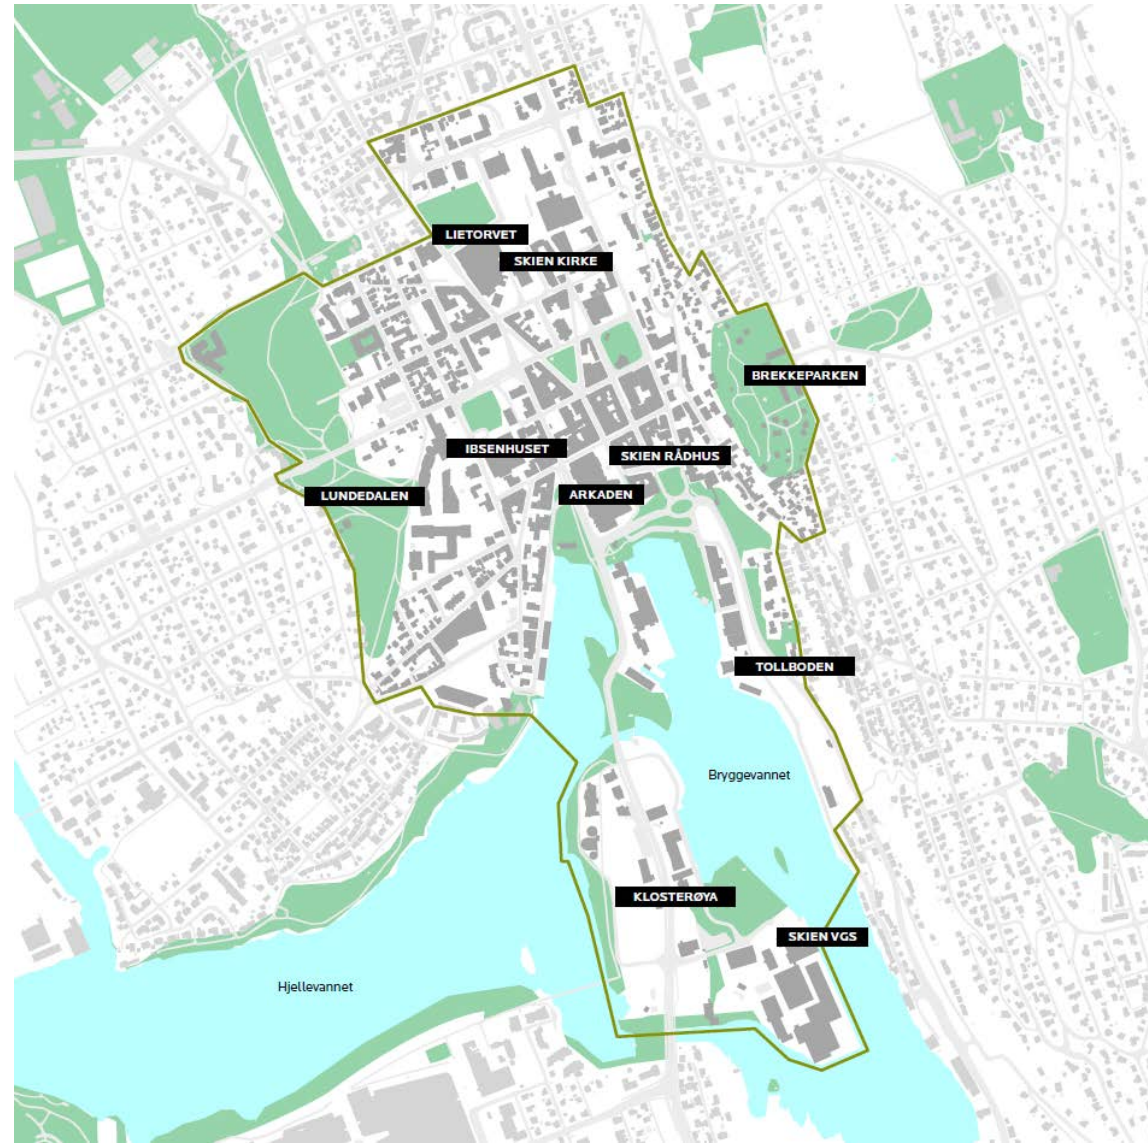 LIETORVET
SKIEN KIRKE
BREKKEPARKEN
IBSENHUSET
SKIEN RÅDHUS
LUNDEDALEN
ARKADEN
TOLLBODEN
Bryggevannet
KLOSTERØYA
SKIEN VGS
Hjellevannet